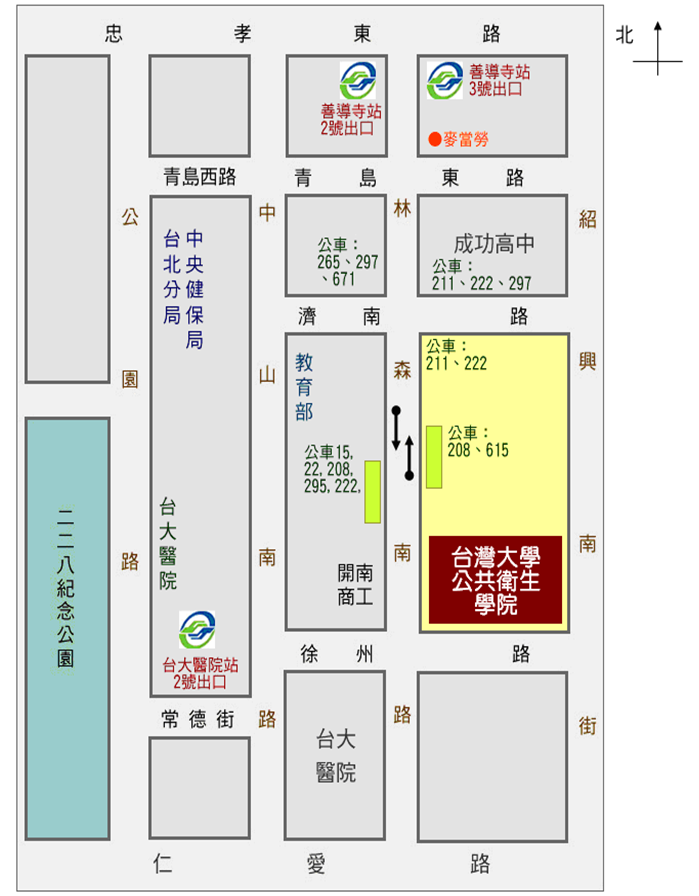 忠 孝 東 路
北
善導寺站
2號出口
善導寺站
3號出口
麥當勞
青島西路
青 島 東 路
公 園 路
中 山 南 路
林 森 南 路
紹 興 南 街
中央健保局
台北分局
公車：
265、297
、671
成功高中
公車：
211、222、297
濟 南 路
教育部
公車：
211、222
公車：
208、615
公車15,
22, 208,
295, 222,
二二八紀念公園
台大醫院
開南
商工
台灣大學
公共衛生
學院
台大醫院站
2號出口
徐 州 路
常 德 街
台大
醫院
仁 愛 路